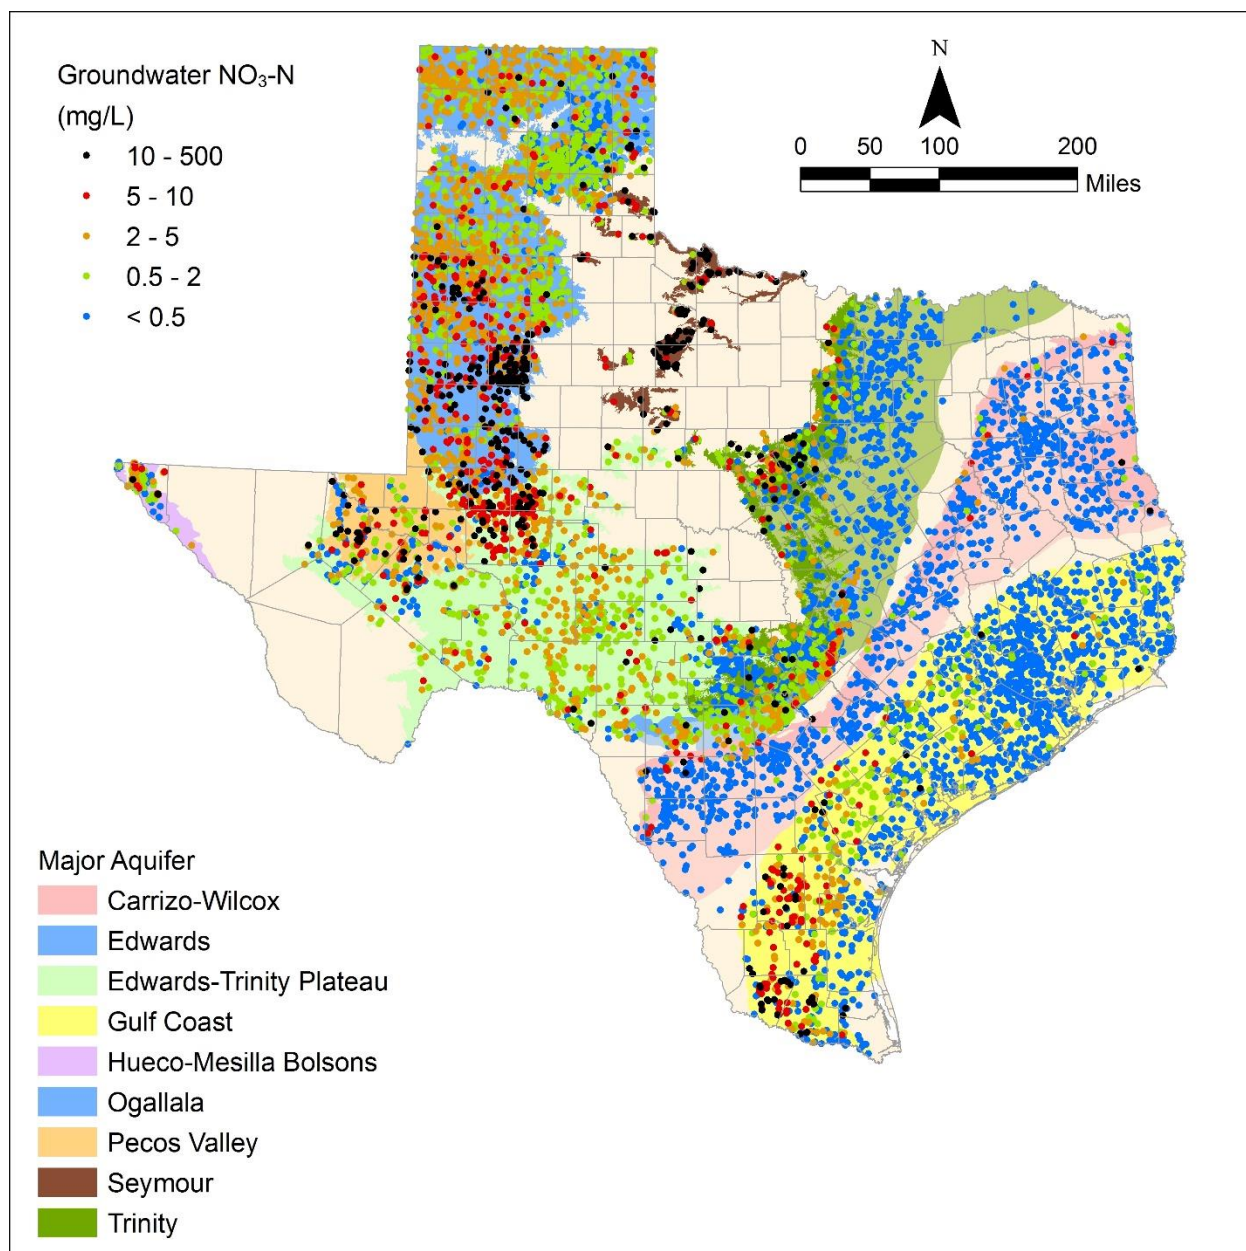 Groundwater NO₃-N
(mg/L)
10 - 500
5 - 10
2 - 5
0.5 - 2
< 0.5
N
0 50 100 200
Miles
Major Aquifer
Carrizo-Wilcox
Edwards
Edwards-Trinity Plateau
Gulf Coast
Hueco-Mesilla Bolsons
Ogallala
Pecos Valley
Seymour
Trinity